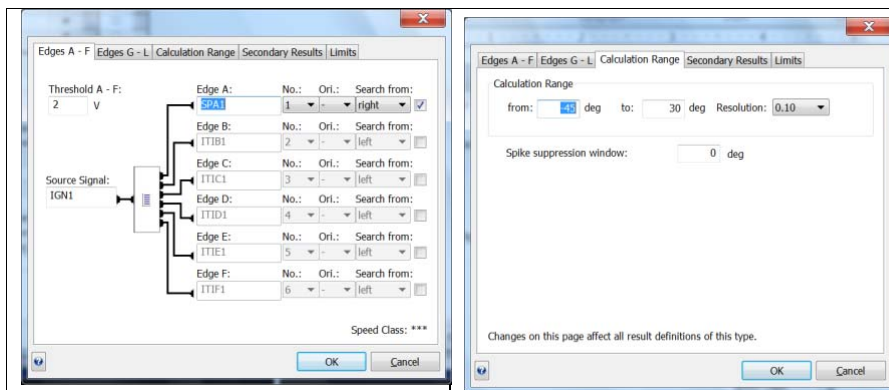 Edges A - F Edges G - L Calculation Range Secondary Results Limits
Threshold A - F:
2 V
Edge A: No.: Ori.: Search from:
SPA1 1 - right
Edge B: No.: Ori.: Search from:
ITIB1 2 - left
Edge C: No.: Ori.: Search from:
ITIC1 3 - left
Source Signal:
IGN1
Edge D: No.: Ori.: Search from:
ITID1 4 - left
Edge E: No.: Ori.: Search from:
ITIE1 5 - left
Edge F: No.: Ori.: Search from:
ITIF1 6 - left
Speed Class: ***
OK Cancel
Edges A - F Edges G - L Calculation Range Secondary Results Limits
Calculation Range
from: -45 deg to: 30 deg Resolution: 0.10
Spike suppression window: 0 deg
Changes on this page affect all result definitions of this type.
OK Cancel